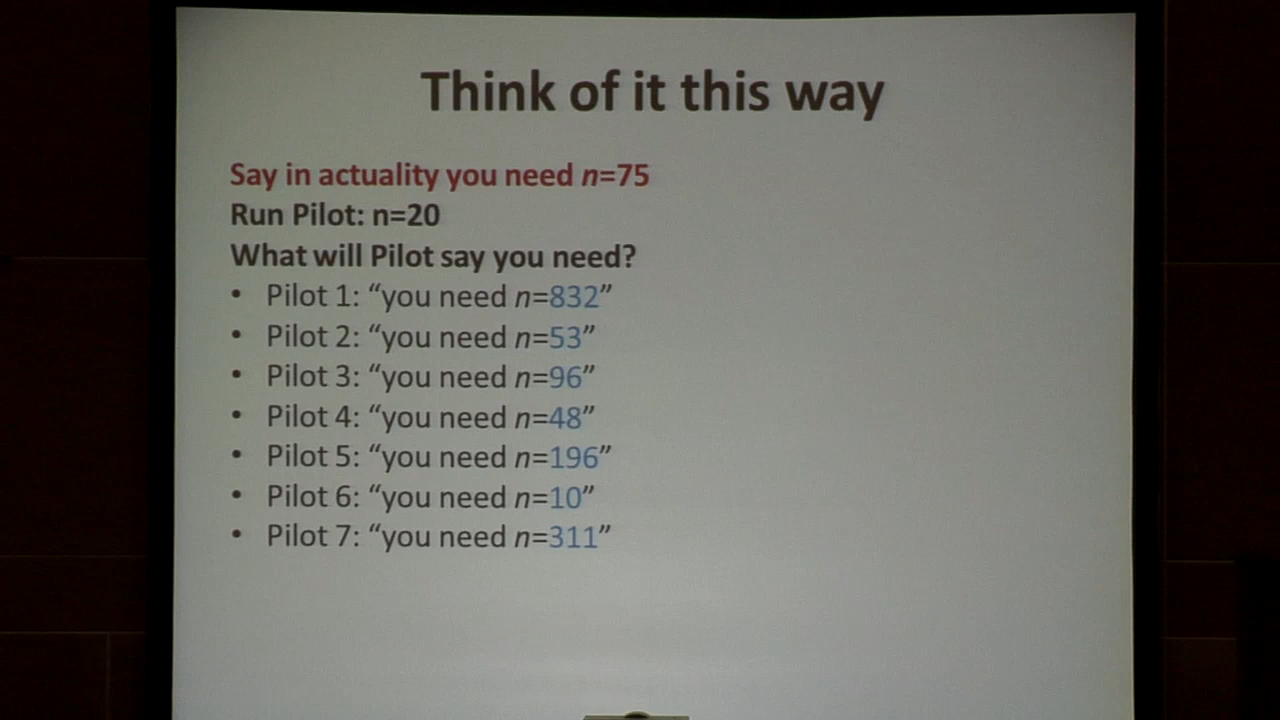 Think of it this way
Say in actuality you need n=75
Run Pilot: n=20
What will Pilot say you need?
• Pilot 1: “you need n=832”
• Pilot 2: “you need n=53”
• Pilot 3: “you need n=96”
• Pilot 4: “you need n=48”
• Pilot 5: “you need n=196”
• Pilot 6: “you need n=10”
• Pilot 7: “you need n=311”